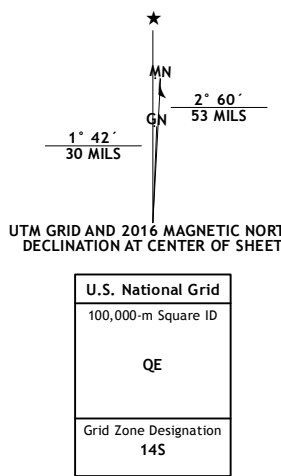 ★
MN
2° 60´
53 MILS
GN
1° 42´
30 MILS
UTM GRID AND 2016 MAGNETIC NORT
DECLINATION AT CENTER OF SHEET
U.S. National Grid
100,000-m Square ID
QE
Grid Zone Designation
14S